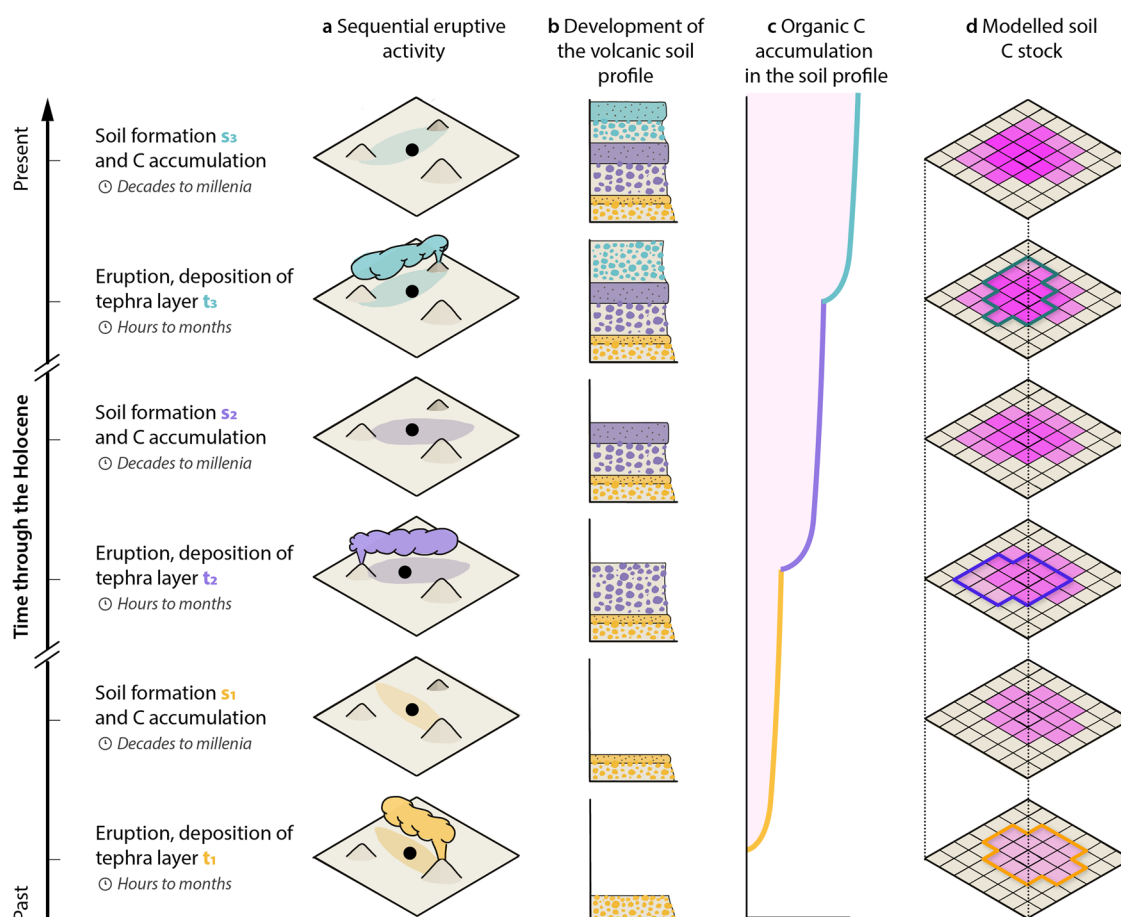 a Sequential eruptive
activity
b Development of
the volcanic soil
profile
c Organic C
accumulation
in the soil profile
d Modelled soil
C stock
Present
Time through the Holocene
Past
Soil formation s3
and C accumulation
Decades to millenia
Eruption, deposition of
tephra layer t3
Hours to months
Soil formation s2
and C accumulation
Decades to millenia
Eruption, deposition of
tephra layer t2
Hours to months
Soil formation s1
and C accumulation
Decades to millenia
Eruption, deposition of
tephra layer t1
Hours to months